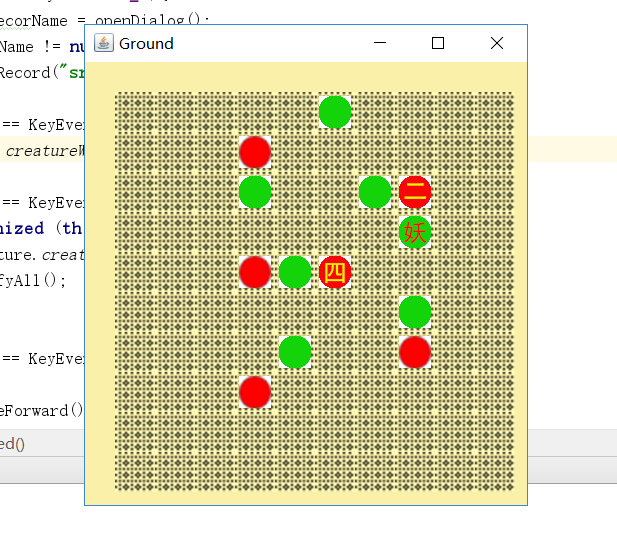 ecorName = openDialog();
Ground
Name != nu
Record("sr
== KeyEve
creatureW
二
妖
== KeyEve
nized (th
ture.creat
fyAll();
四
== KeyEve
eForward()
ed()